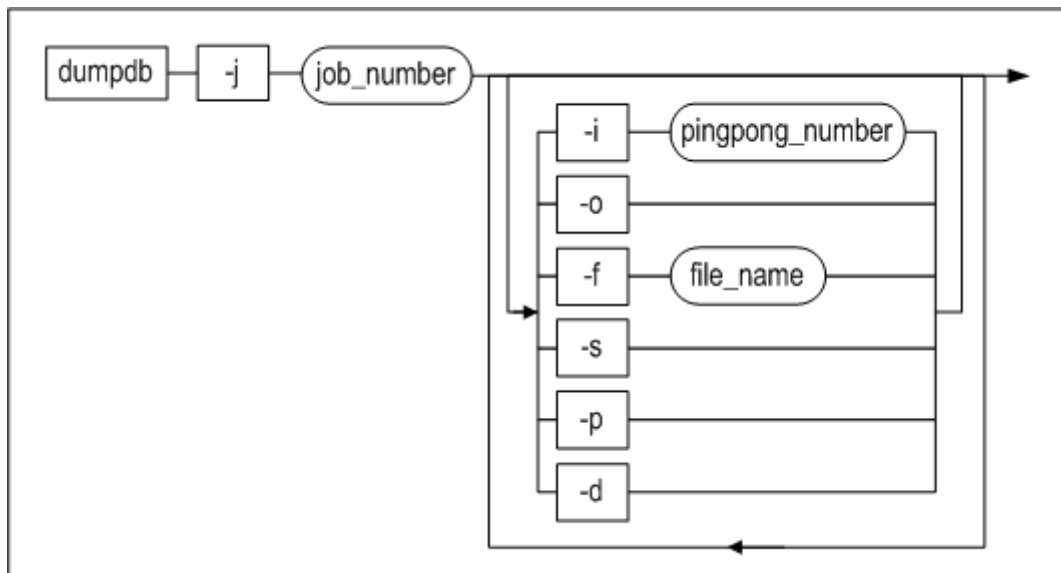 dumpdb -j job_number
-i pingpong_number
-o
-f file_name
-s
-p
-d